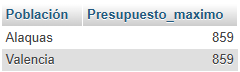 Población Presupuesto_maximo
Alaquas 859
Valencia 859